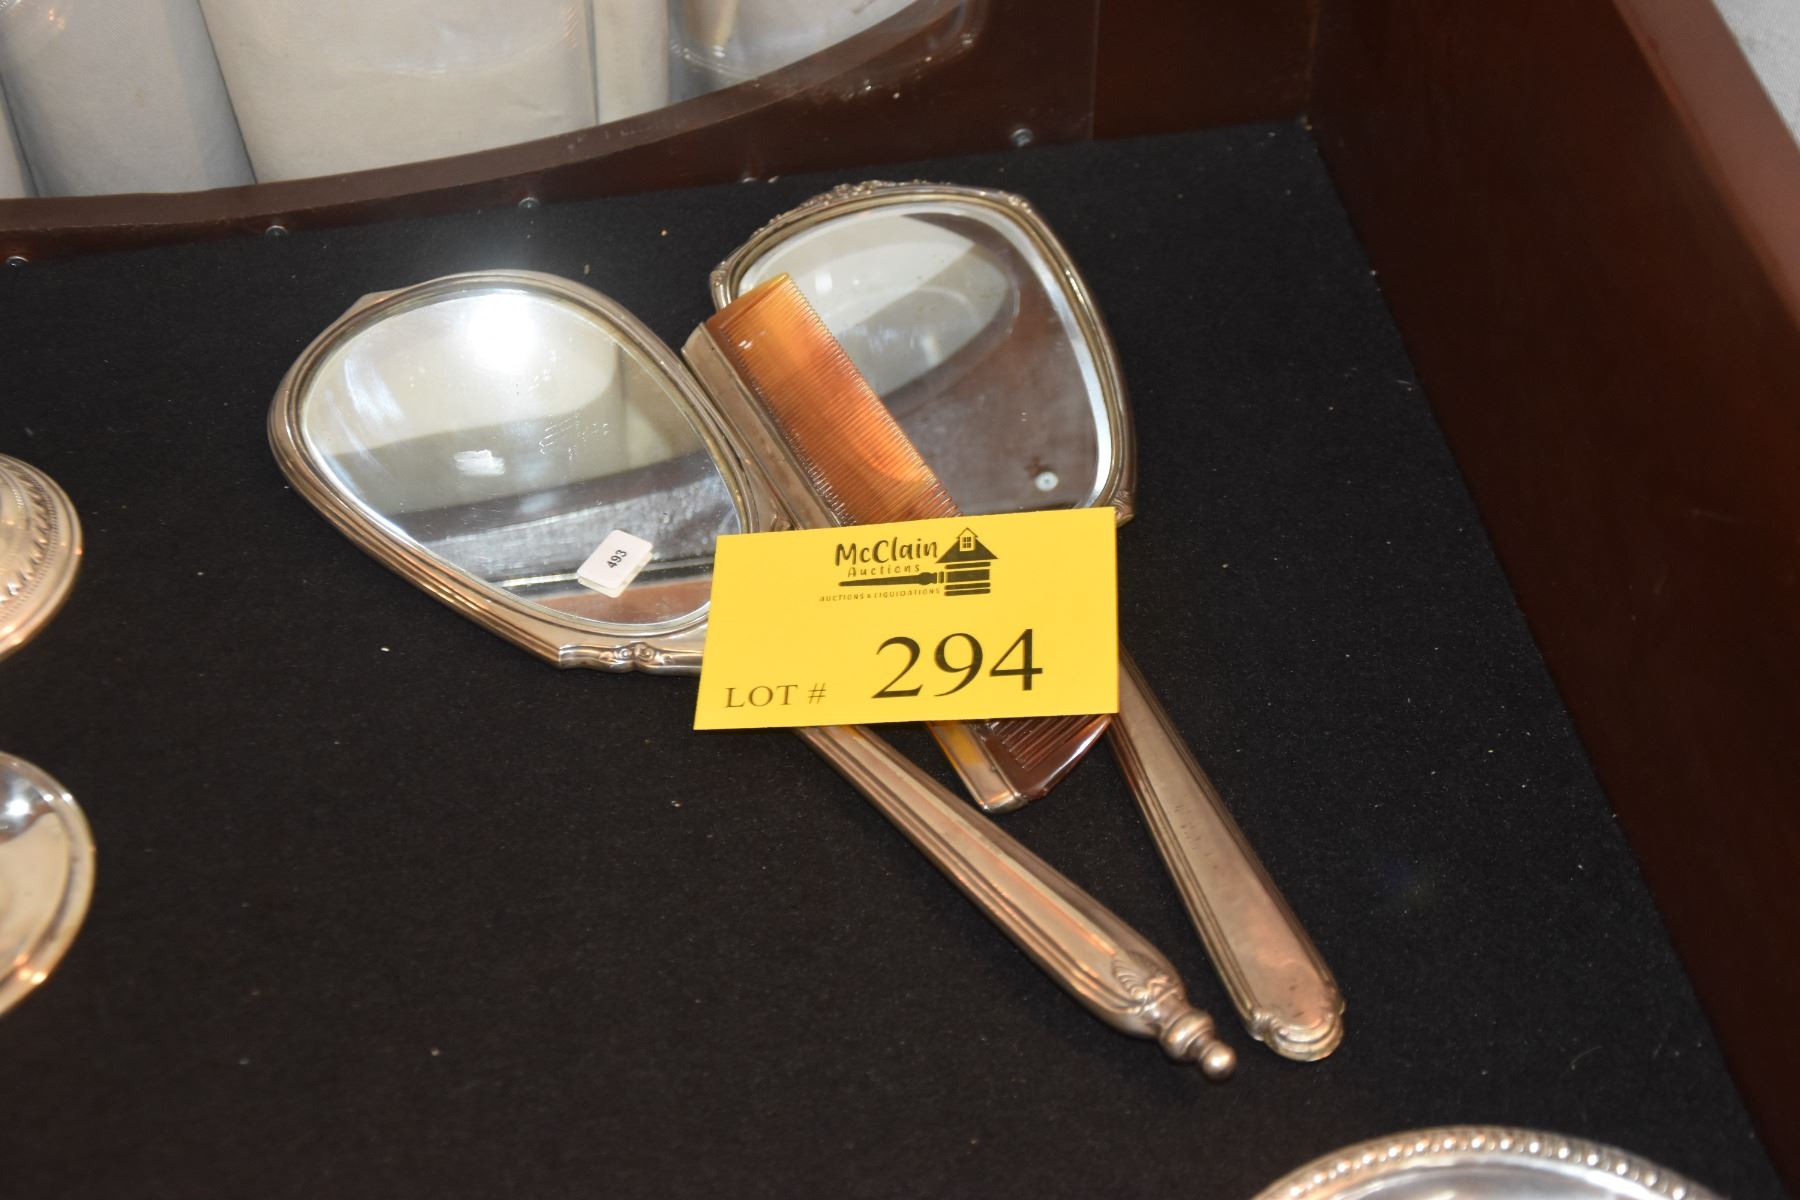 McClain
Auctions
AUCTIONS & LIQUIDATIONS
LOT # 294
493